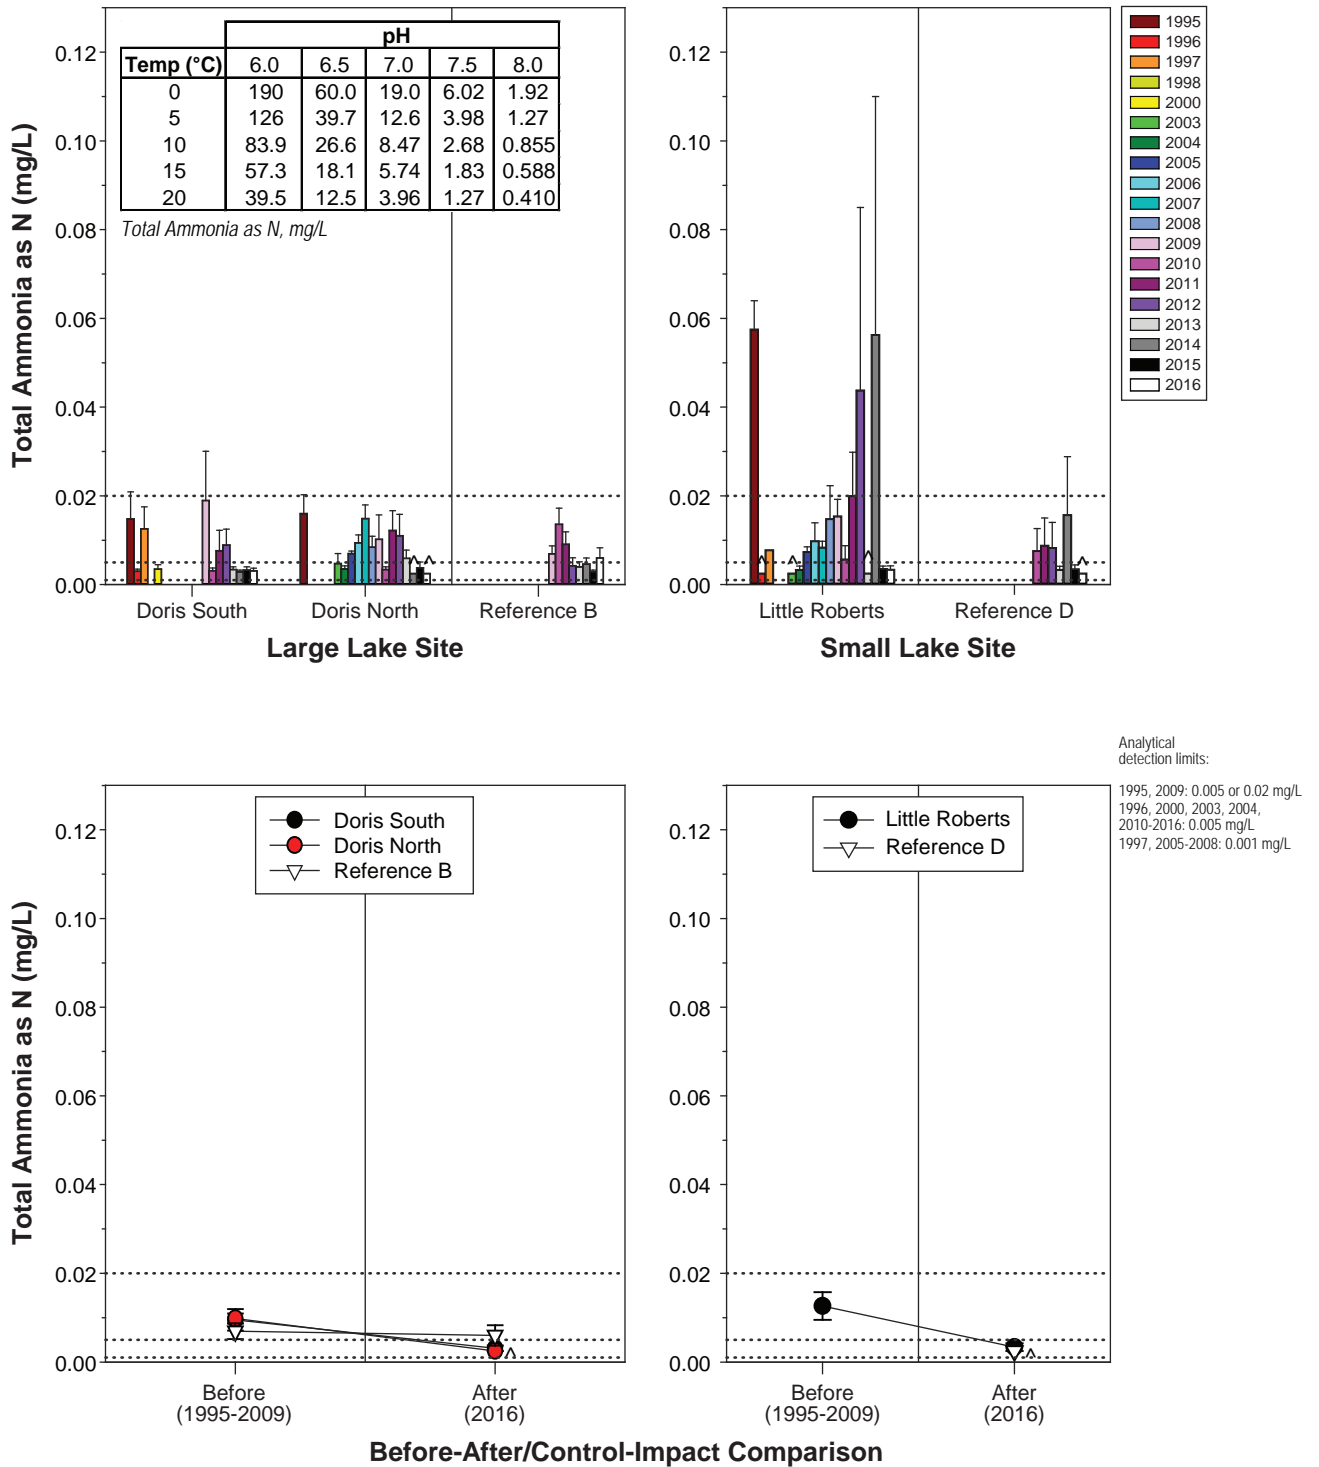 Total Ammonia as N (mg/L)
0.12
0.10
0.08
0.06
0.04
0.02
0.00
pH
Temp (°C) 6.0 6.5 7.0 7.5 8.0
0 190 60.0 19.0 6.02 1.92
5 126 39.7 12.6 3.98 1.27
10 83.9 26.6 8.47 2.68 0.855
15 57.3 18.1 5.74 1.83 0.588
20 39.5 12.5 3.96 1.27 0.410
Total Ammonia as N, mg/L
^ ^
Doris South Doris North Reference B
Large Lake Site
0.12
0.10
0.08
0.06
0.04
0.02
0.00
^ ^ ^ ^
Little Roberts Reference D
Small Lake Site
1995
1996
1997
1998
2000
2003
2004
2005
2006
2007
2008
2009
2010
2011
2012
2013
2014
2015
2016
Total Ammonia as N (mg/L)
0.12
0.10
0.08
0.06
0.04
0.02
0.00
Doris South
Doris North
Reference B
^
Before
(1995-2009)
After
(2016)
0.12
0.10
0.08
0.06
0.04
0.02
0.00
Little Roberts
Reference D
^
Before
(1995-2009)
After
(2016)
Before-After/Control-Impact Comparison
Analytical
detection limits:
1995, 2009: 0.005 or 0.02 mg/L
1996, 2000, 2003, 2004,
2010-2016: 0.005 mg/L
1997, 2005-2008: 0.001 mg/L